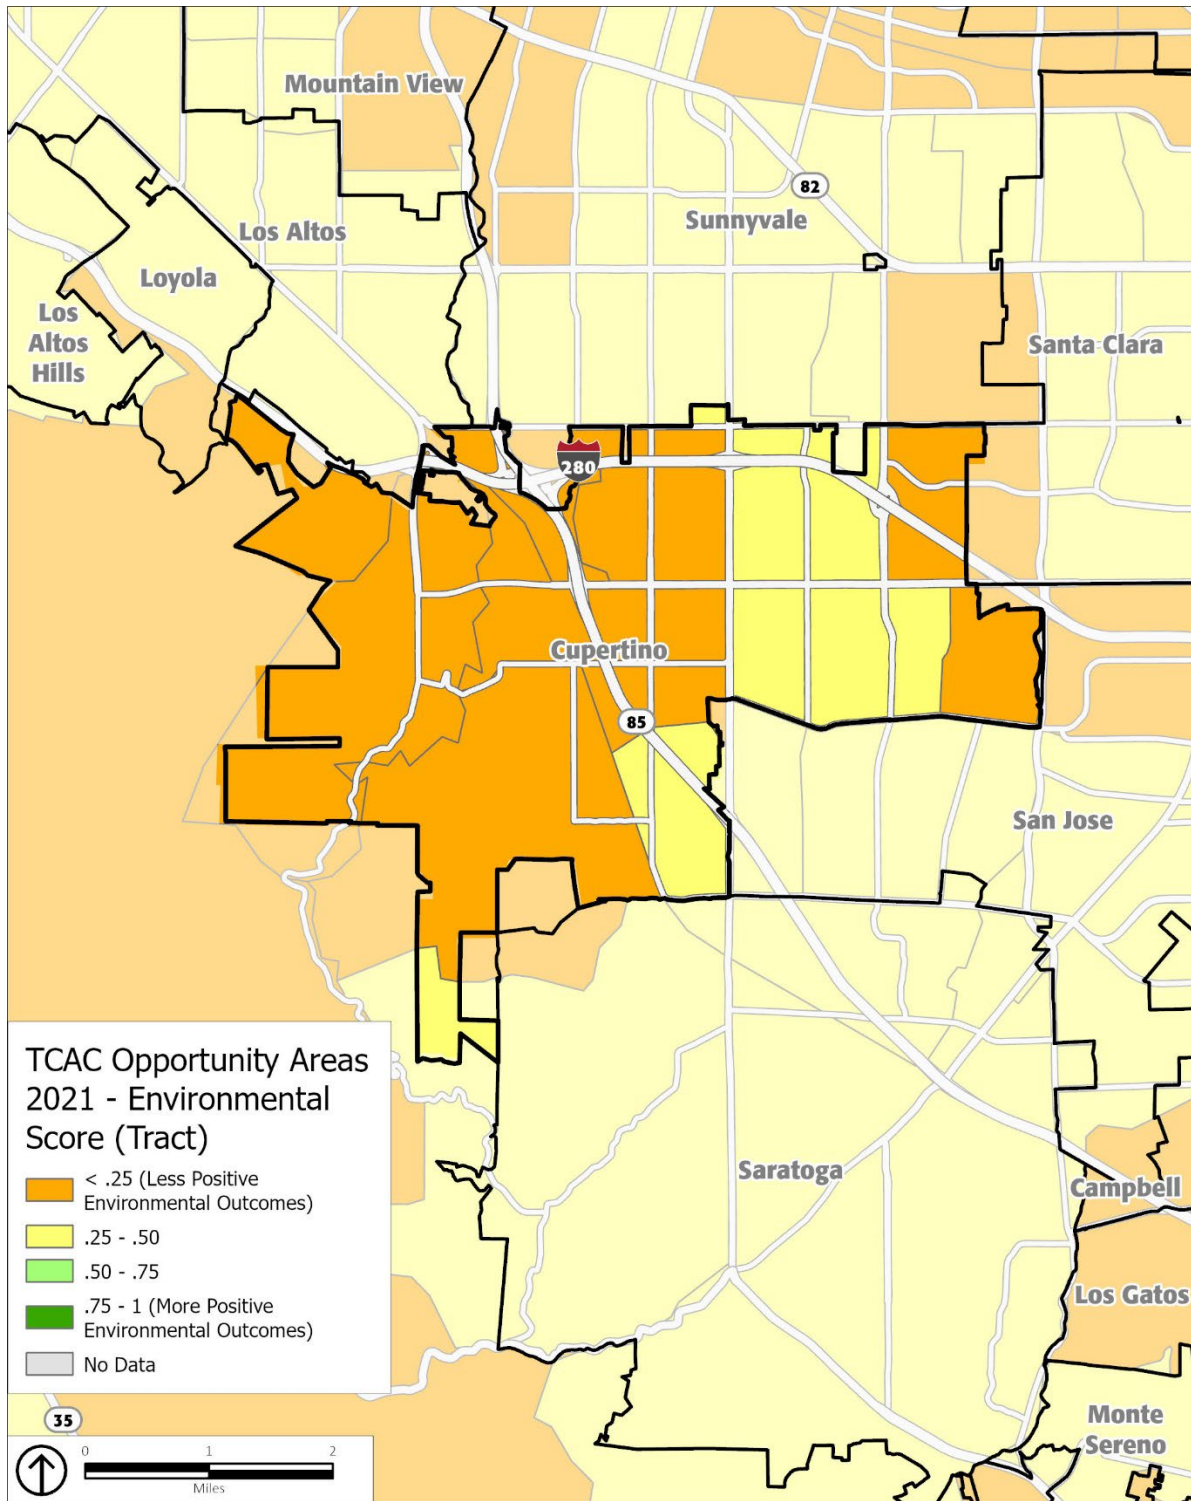 Mountain View
82
Sunnyvale
Los Altos
Loyola
Los
Altos
Hills
Santa Clara
280
Cupertino
85
San Jose
TCAC Opportunity Areas
2021 - Environmental
Score (Tract)
< .25 (Less Positive
Environmental Outcomes)
.25 - .50
.50 - .75
.75 - 1 (More Positive
Environmental Outcomes)
No Data
Saratoga
Campbell
Los Gatos
Monte
Sereno
35
0 1 2
Miles